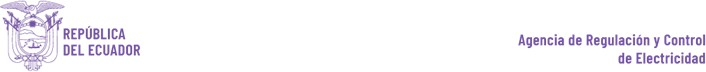 REPÚBLICA
DEL ECUADOR
Agencia de Regulación y Control
de Electricidad